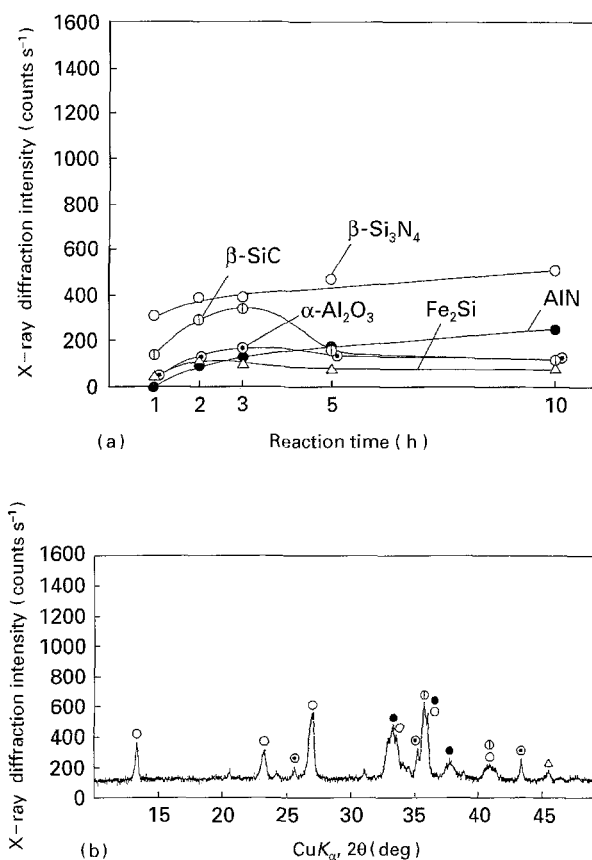 1600
1400
1200
1000
800
600
400
200
0
X-ray diffraction intensity (counts s⁻¹)
β-Si₃N₄
β-SiC
α-Al₂O₃
Fe₂Si
AlN
1 2 3 5 10
(a) Reaction time (h)
1600
1400
1200
1000
800
600
400
200
0
X-ray diffraction intensity (counts s⁻¹)
15 20 25 30 35 40 45
(b) CuKα, 2θ (deg)